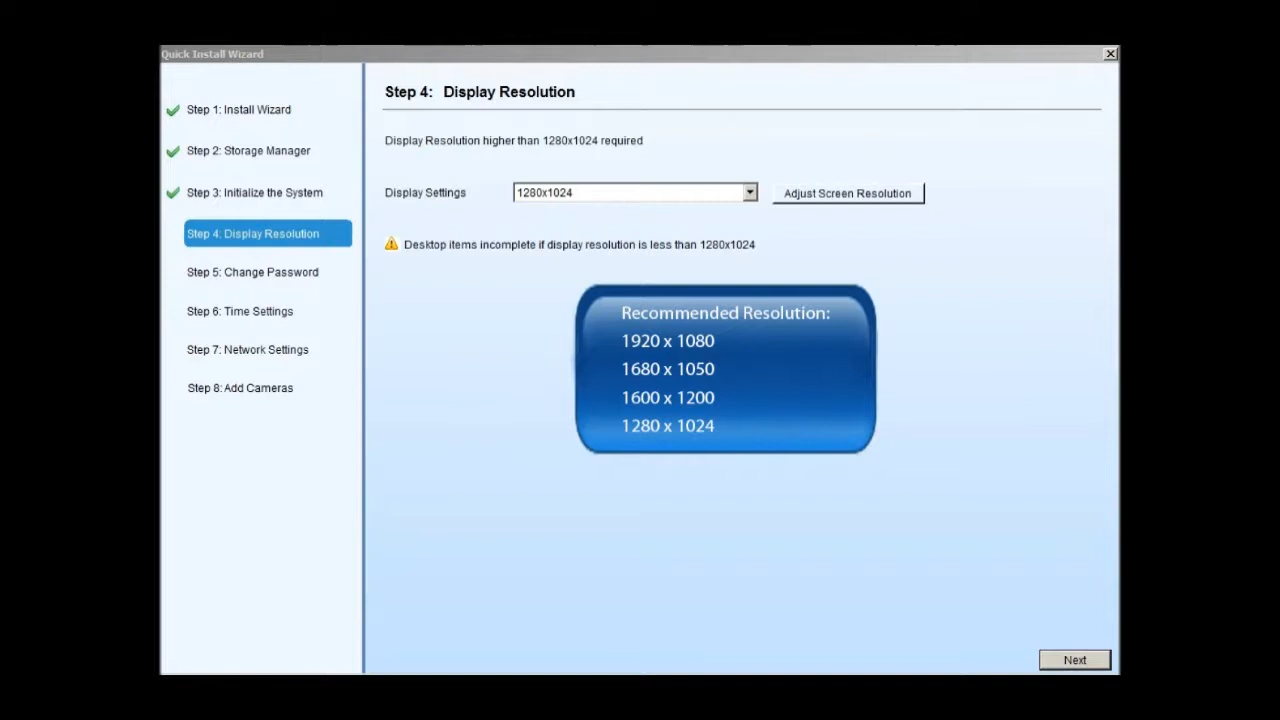 Quick Install Wizard
Step 1: Install Wizard
Step 2: Storage Manager
Step 3: Initialize the System
Step 4: Display Resolution
Step 5: Change Password
Step 6: Time Settings
Step 7: Network Settings
Step 8: Add Cameras
Step 4: Display Resolution
Display Resolution higher than 1280x1024 required
Display Settings 1280x1024 Adjust Screen Resolution
Desktop items incomplete if display resolution is less than 1280x1024
Recommended Resolution:
1920 x 1080
1680 x 1050
1600 x 1200
1280 x 1024
Next